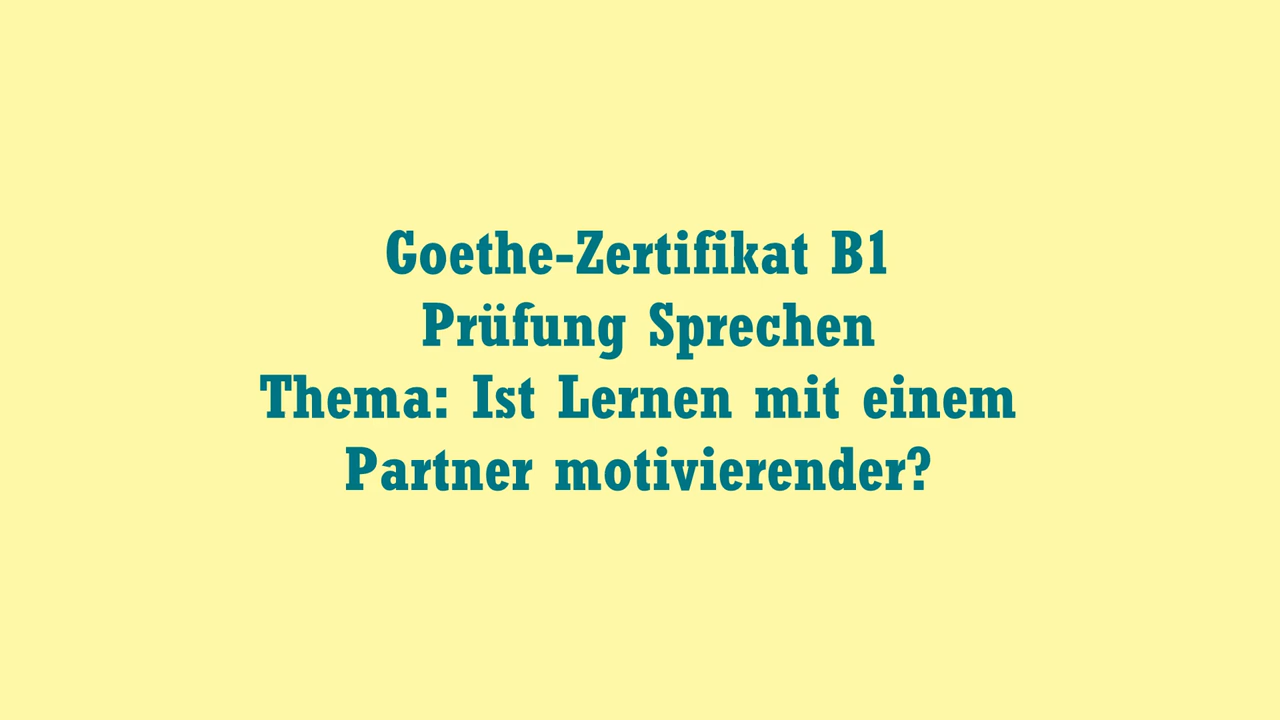 Goethe-Zertifikat B1
Prüfung Sprechen
Thema: Ist Lernen mit einem
Partner motivierender?